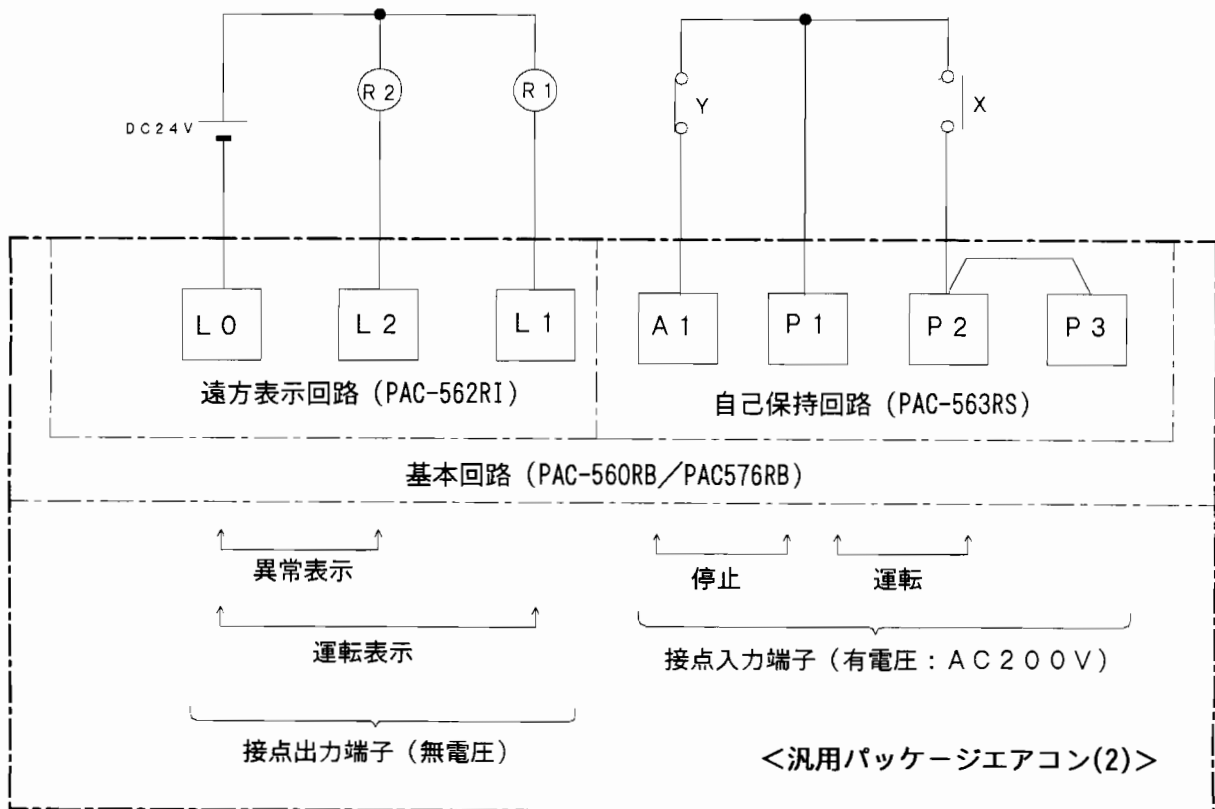 R2
R1
DC24V
Y
X
L0
L2
L1
A1
P1
P2
P3
遠方表示回路（PAC-562RI）
自己保持回路（PAC-563RS）
基本回路（PAC-560RB／PAC576RB）
異常表示
停止
運転
運転表示
接点入力端子（有電圧：AC200V）
接点出力端子（無電圧）
＜汎用パッケージエアコン(2)＞